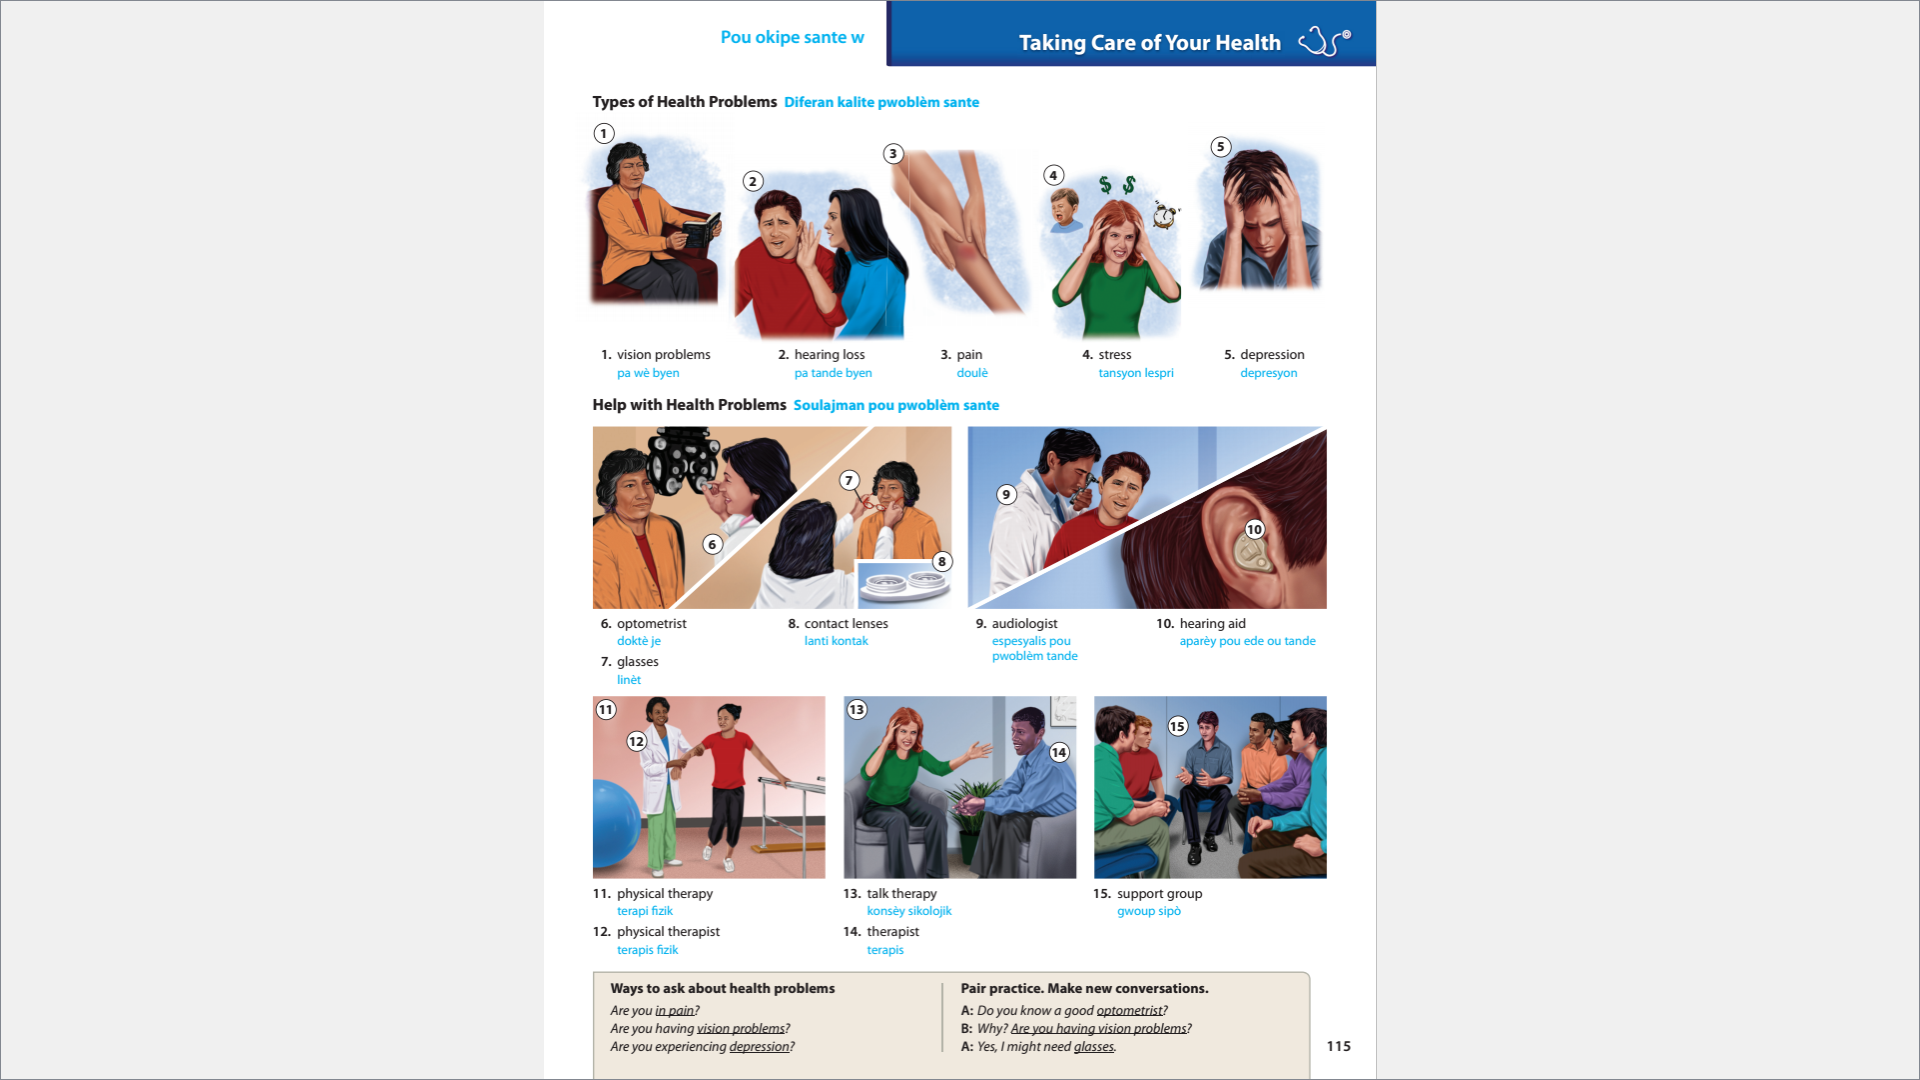 Pou okipe sante w
Taking Care of Your Health
Types of Health Problems Diferan kalite pwoblèm sante
1
2
3
4
$ $
5
1. vision problems
pa wè byen
2. hearing loss
pa tande byen
3. pain
doulè
4. stress
tansyon lespri
5. depression
depresyon
Help with Health Problems Soulajman pou pwoblèm sante
6
7
8
9
10
6. optometrist
doktè je
7. glasses
linèt
8. contact lenses
lanti kontak
9. audiologist
espesyalis pou
pwoblèm tande
10. hearing aid
aparèy pou ede ou tande
11
12
13
14
15
11. physical therapy
terapi fizik
12. physical therapist
terapis fizik
13. talk therapy
konsèy sikolojik
14. therapist
terapis
15. support group
gwoup sipò
Ways to ask about health problems
Are you in pain?
Are you having vision problems?
Are you experiencing depression?
Pair practice. Make new conversations.
A: Do you know a good optometrist?
B: Why? Are you having vision problems?
A: Yes, I might need glasses.
115